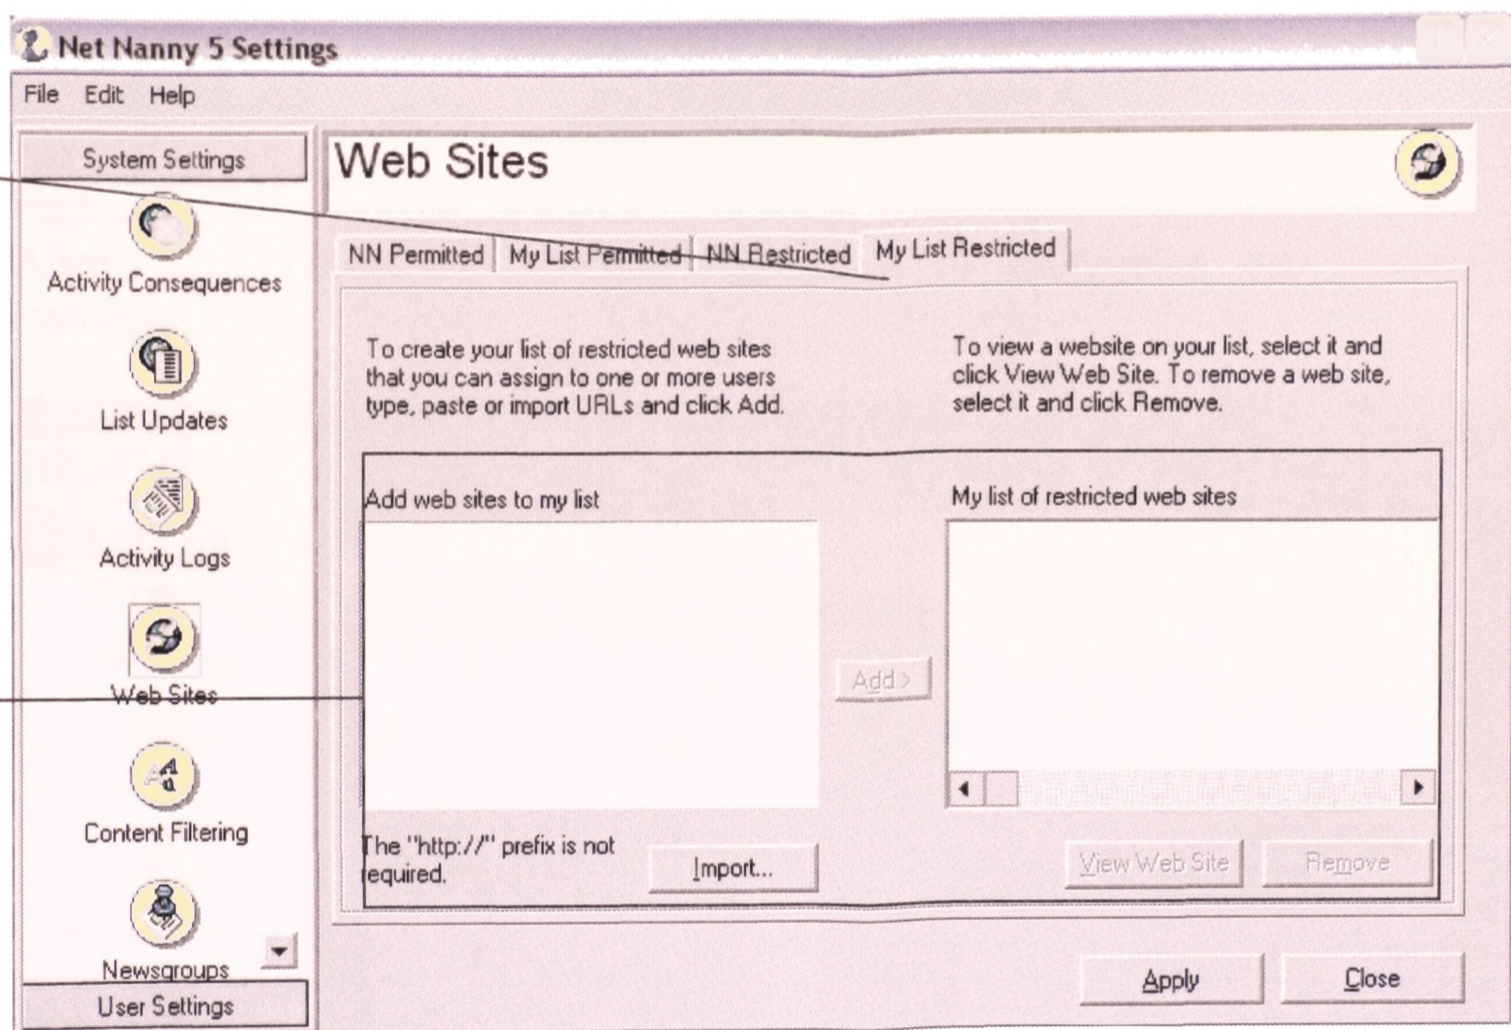 Net Nanny 5 Settings
File Edit Help
System Settings
Activity Consequences
List Updates
Activity Logs
Web Sites
Content Filtering
Newsgroups
User Settings
Web Sites
NN Permitted
My List Permitted
NN Restricted
My List Restricted
To create your list of restricted web sites
that you can assign to one or more users
type, paste or import URLs and click Add.
To view a website on your list, select it and
click View Web Site. To remove a web site,
select it and click Remove.
Add web sites to my list
My list of restricted web sites
Add >
The "http://" prefix is not
required.
Import...
View Web Site
Remove
Apply
Close